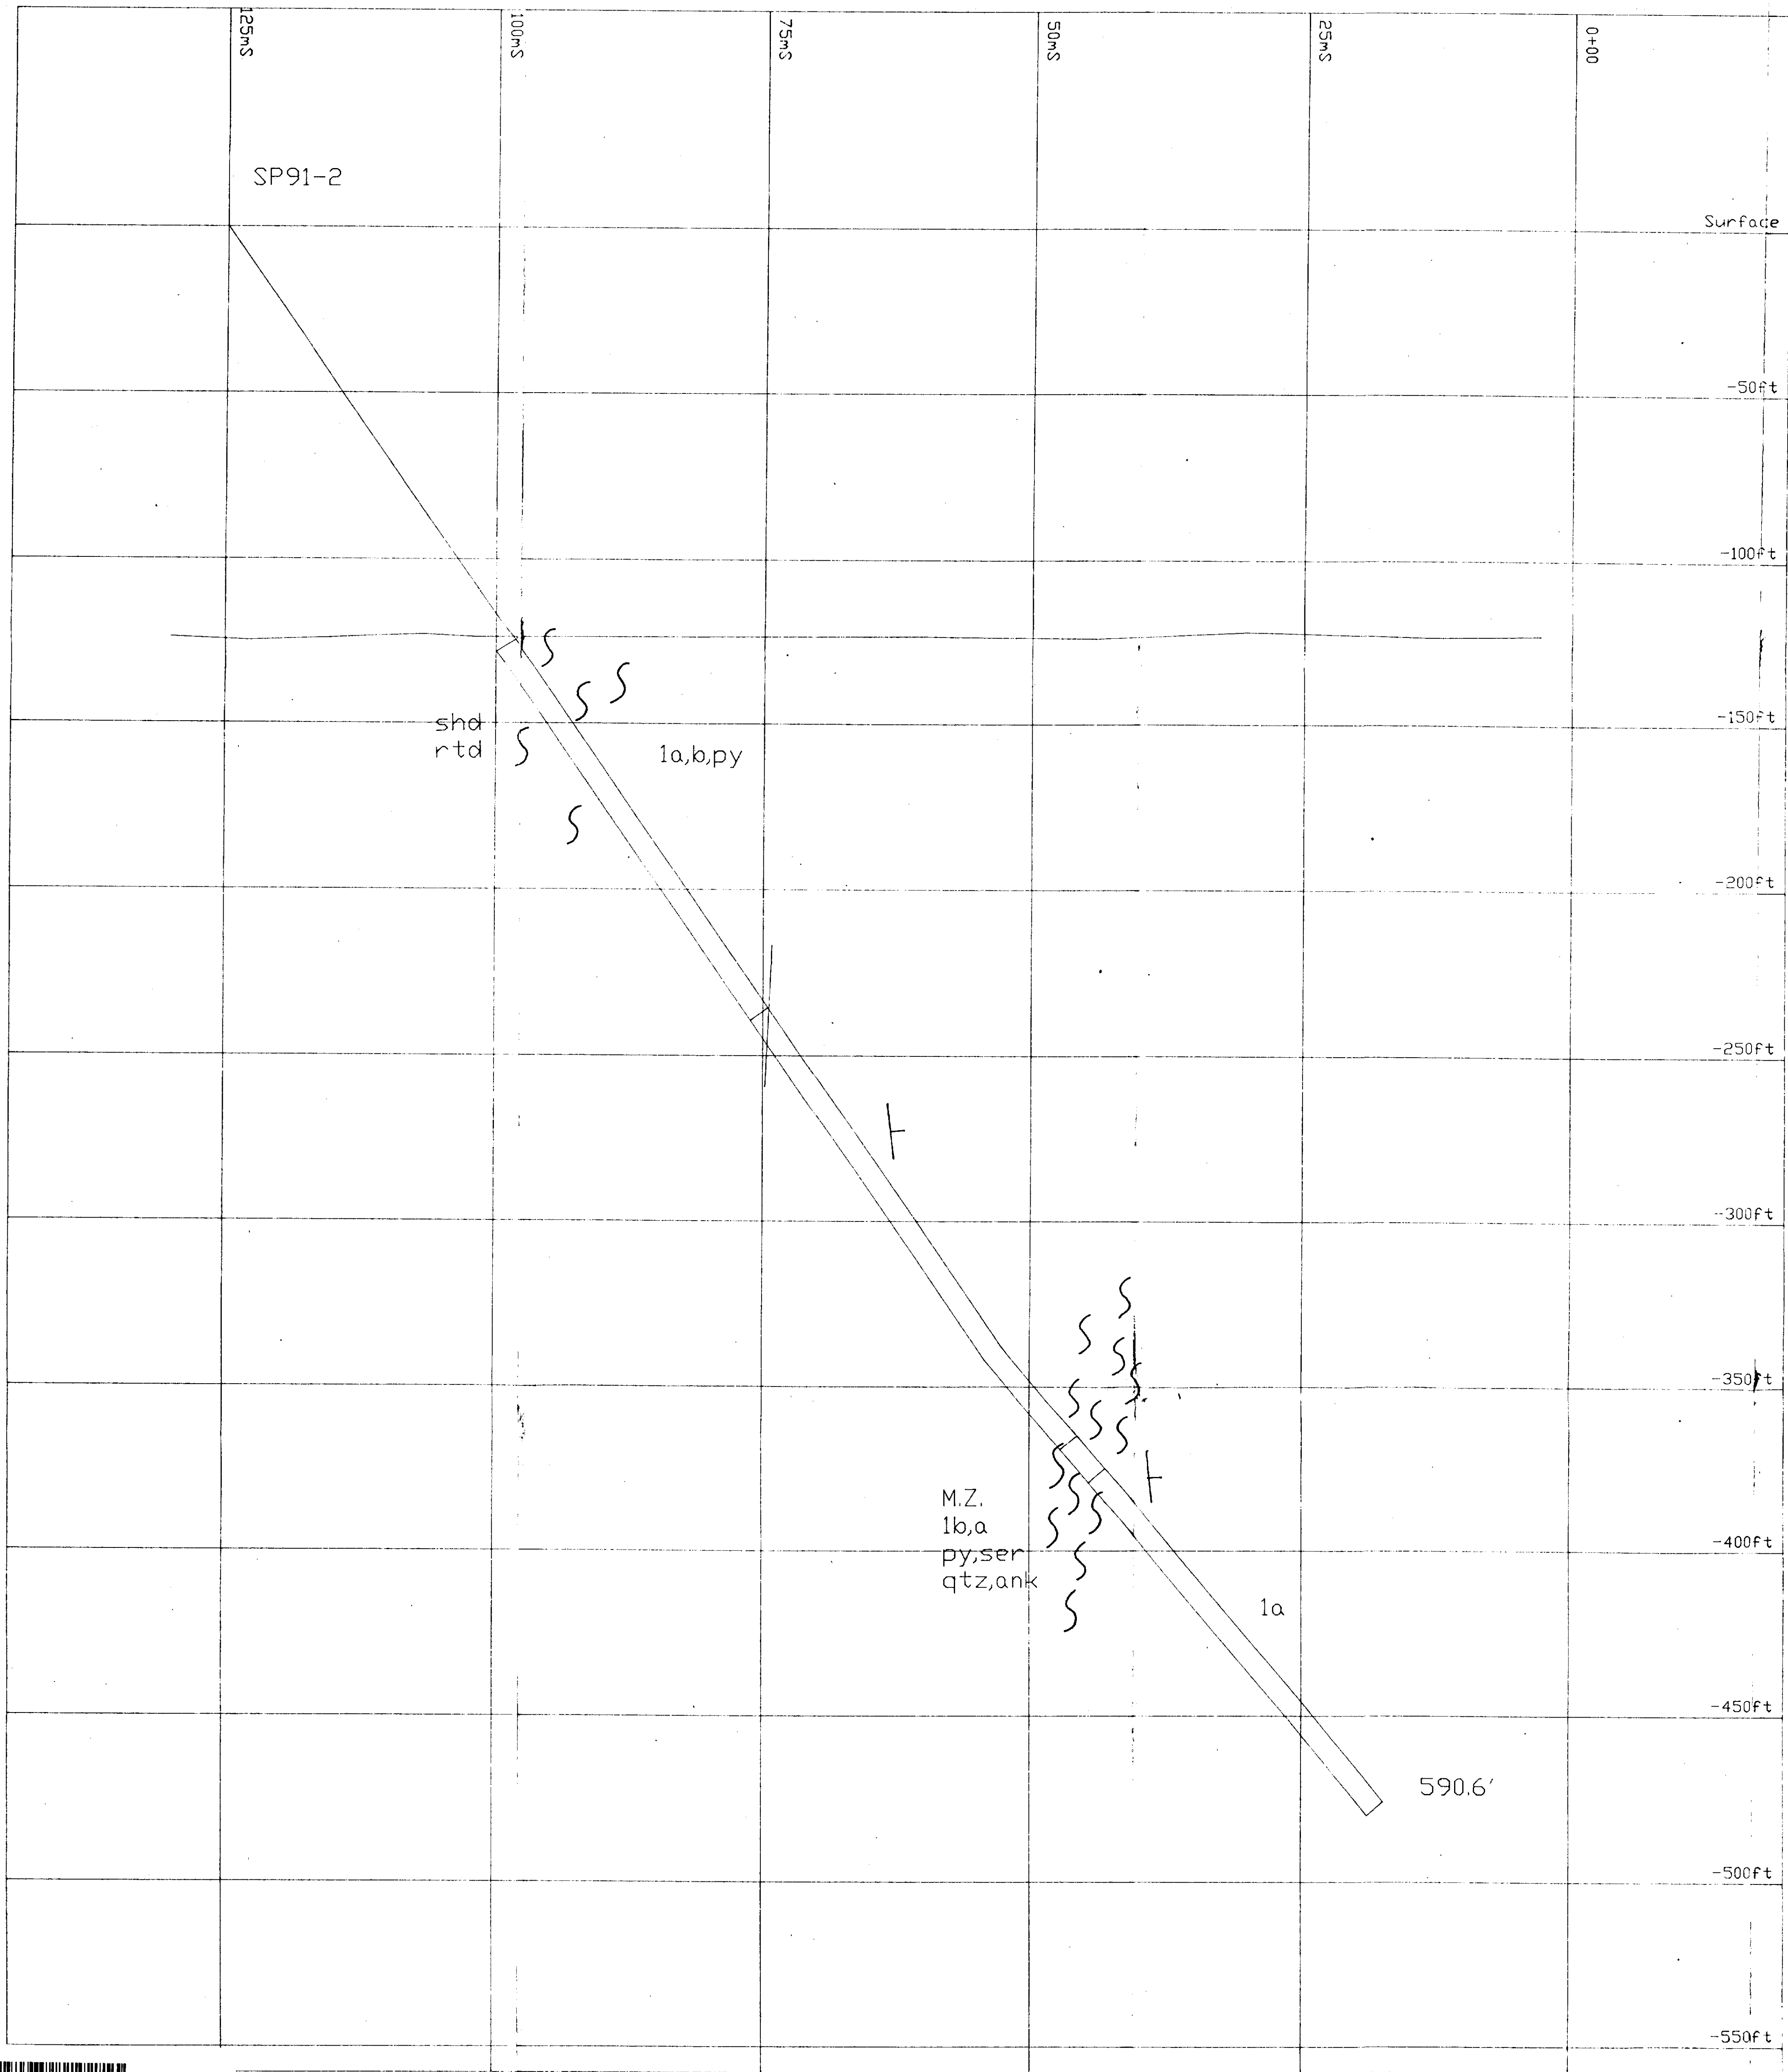 125mS
100mS
75mS
50mS
25mS
0+00
SP91-2
Surface
-50ft
-100ft
-150ft
shd
rtd
1a,b,py
-200ft
-250ft
-300ft
-350ft
M.Z.
1b,a
py,ser
qtz,ank
-400ft
1a
-450ft
590.6'
-500ft
-550ft